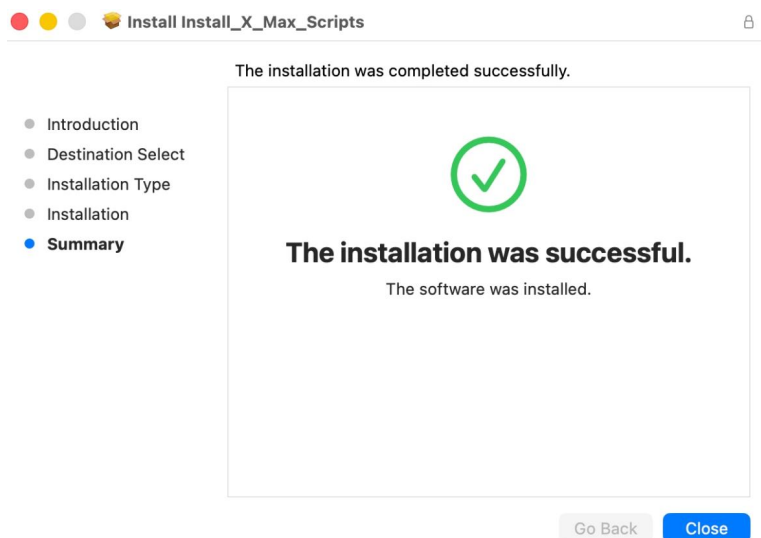 Install Install_X_Max_Scripts
The installation was completed successfully.
Introduction
Destination Select
Installation Type
Installation
Summary
The installation was successful.
The software was installed.
Go Back
Close